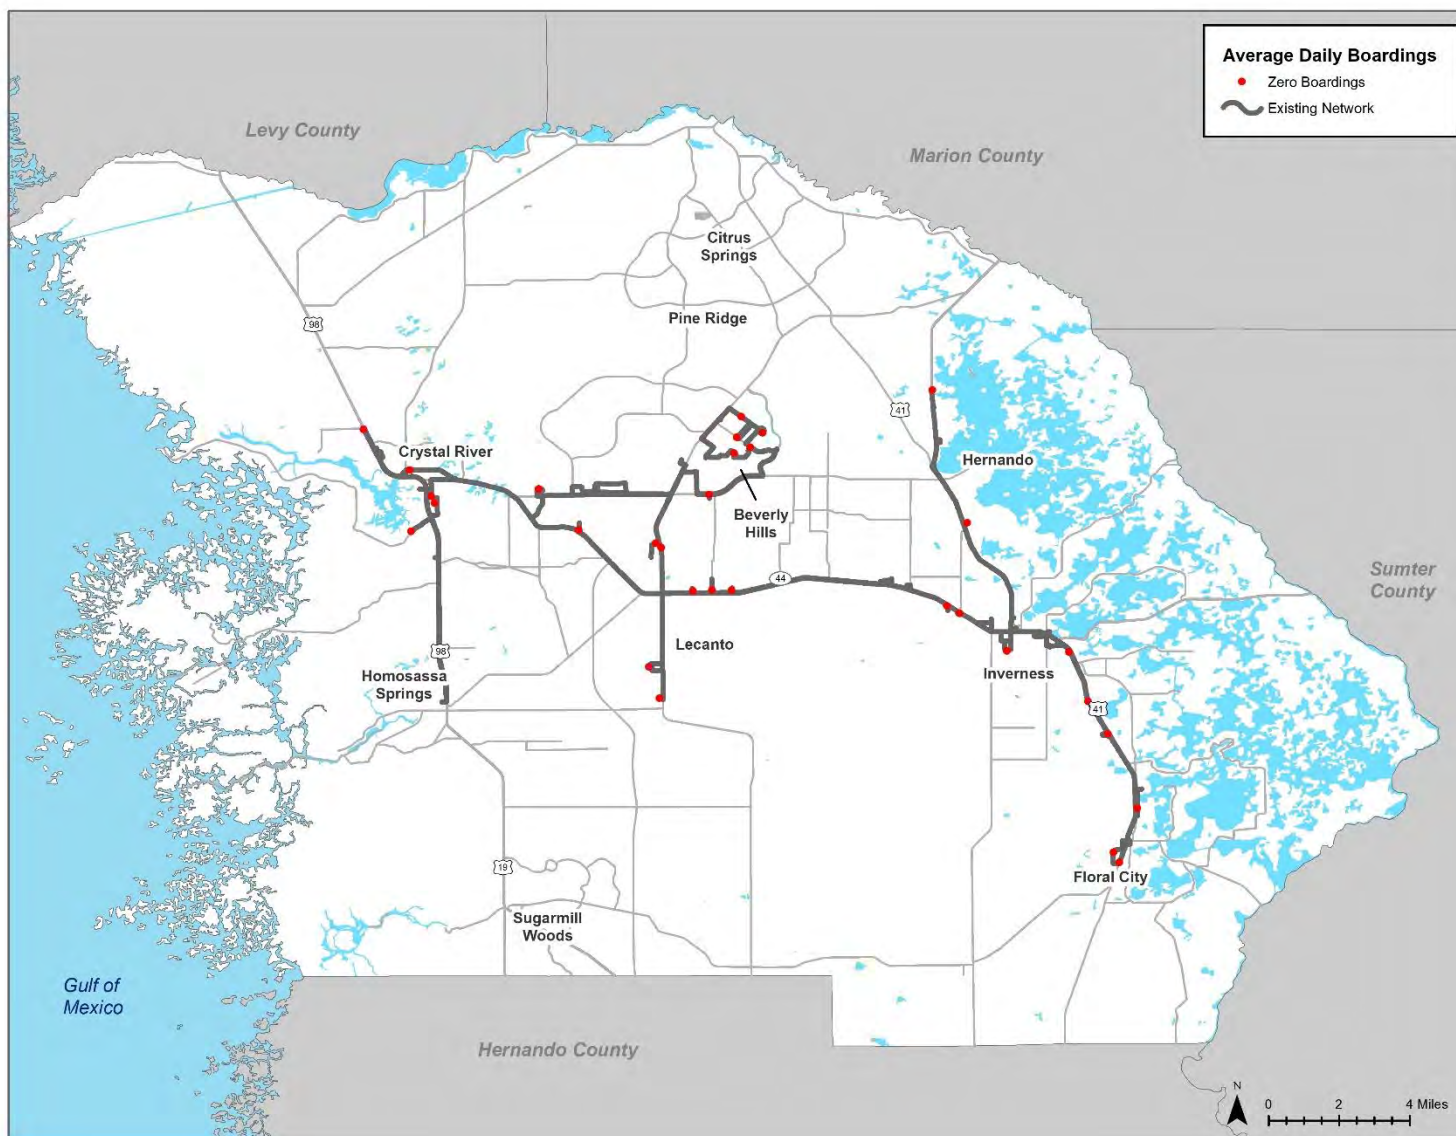 Average Daily Boardings
Zero Boardings
Existing Network
Levy County
Marion County
Citrus
Springs
Pine Ridge
98
41
Crystal River
Hernando
Beverly
Hills
44
Sumter
County
Lecanto
98
Homosassa
Springs
Inverness
41
19
Floral City
Sugarmill
Woods
Gulf of
Mexico
Hernando County
N
0 2 4 Miles